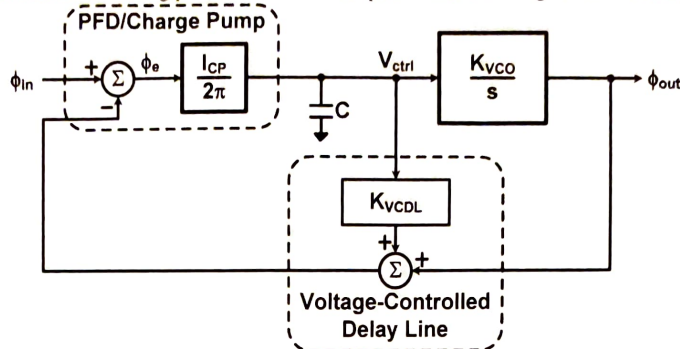 PFD/Charge Pump
ϕin
+
Σ
−
ϕe
ICP
2π
Vctrl
C
KVCO
s
ϕout
KVCDL
+
+
Σ
Voltage-Controlled
Delay Line